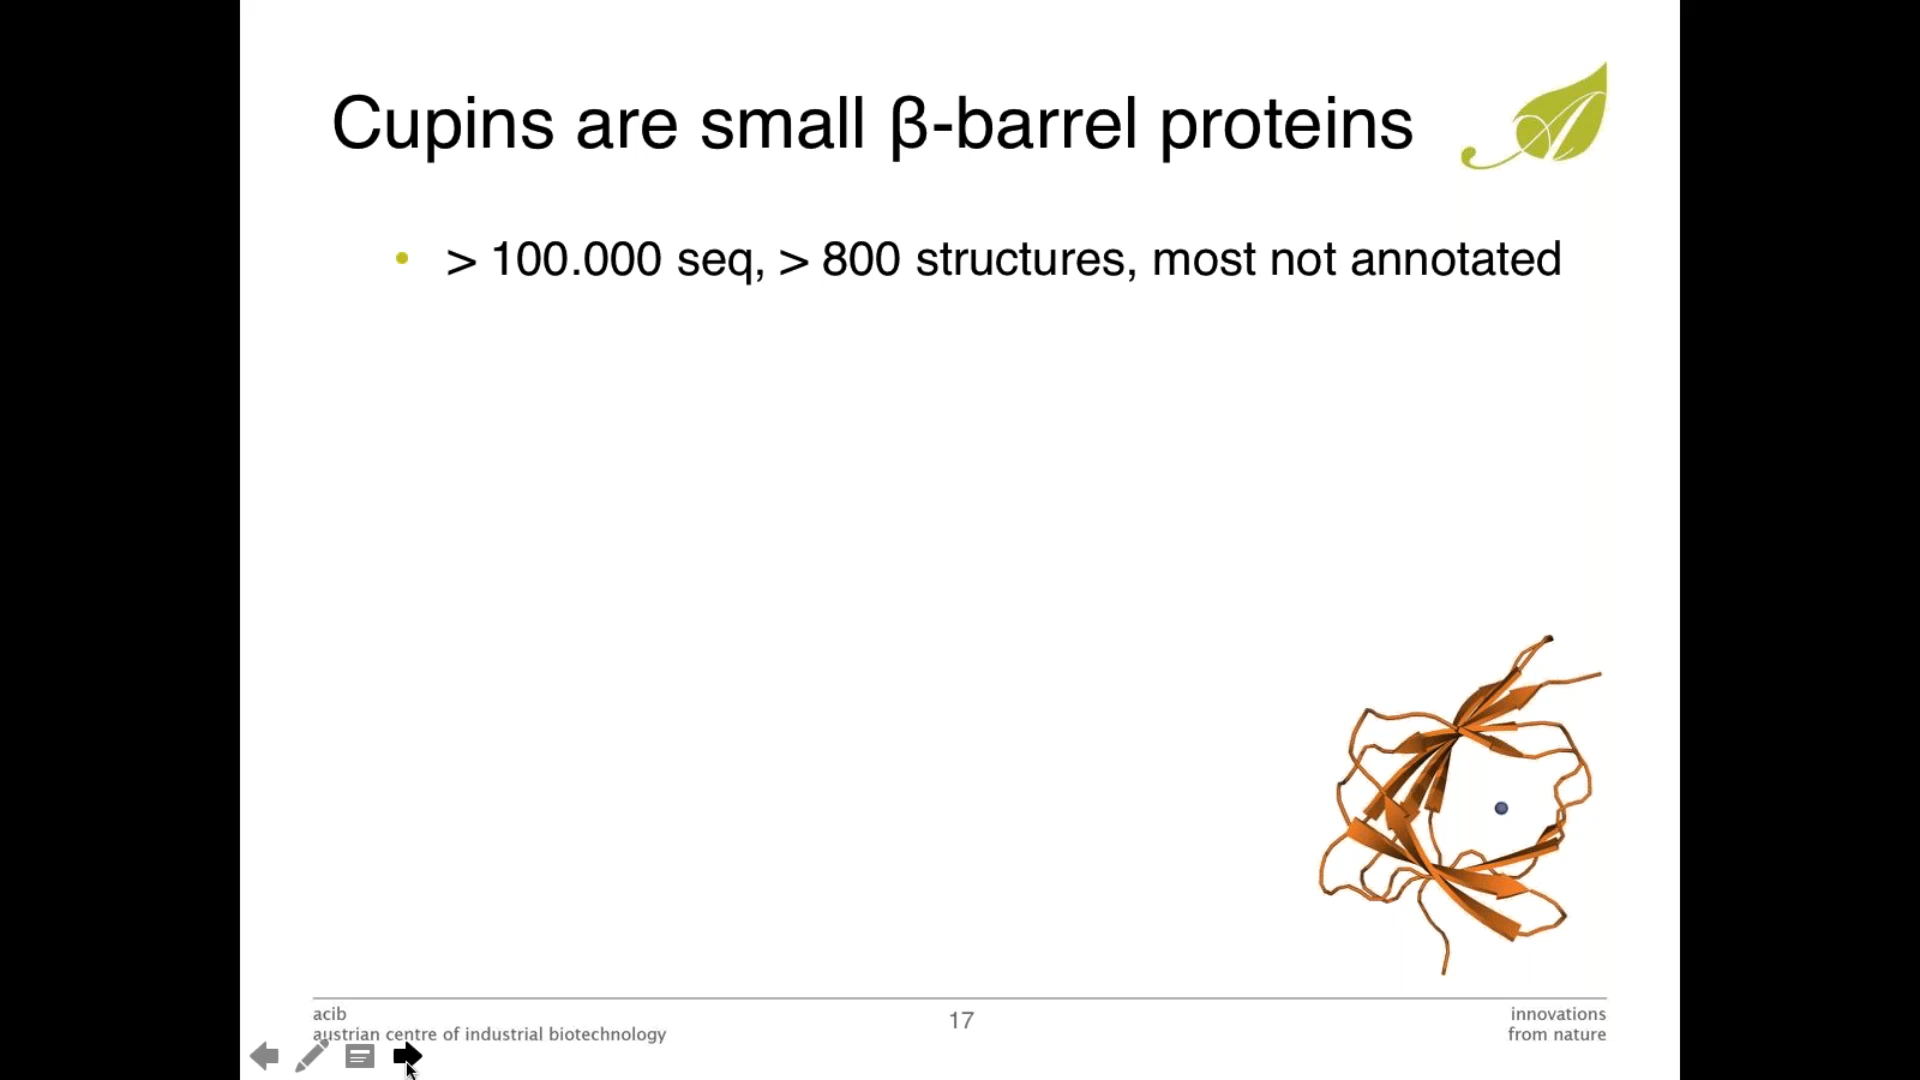 Cupins are small β-barrel proteins
• > 100.000 seq, > 800 structures, most not annotated
acib
austrian centre of industrial biotechnology
17
innovations
from nature